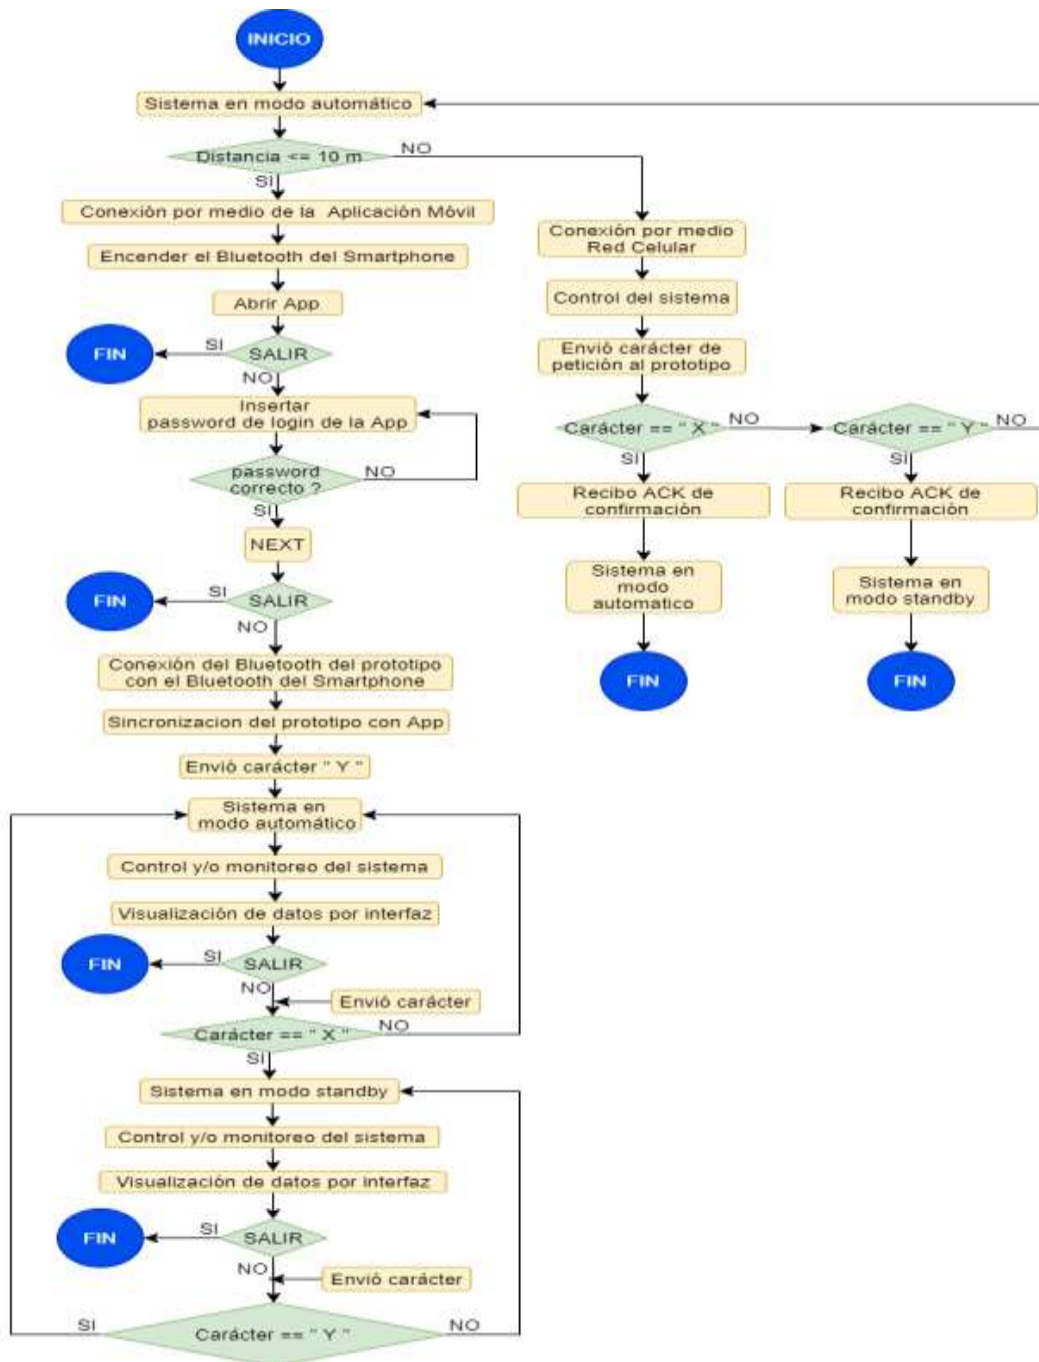 INICIO
Sistema en modo automático
Distancia <= 10 m
NO
SI
Conexión por medio de la Aplicación Móvil
Encender el Bluetooth del Smartphone
Abrir App
SALIR
SI
FIN
NO
Insertar
password de login de la App
password
correcto ?
NO
SI
NEXT
SALIR
SI
FIN
NO
Conexión del Bluetooth del prototipo
con el Bluetooth del Smartphone
Sincronizacion del prototipo con App
Envió carácter " Y "
Sistema en
modo automático
Control y/o monitoreo del sistema
Visualización de datos por interfaz
SALIR
SI
FIN
NO
Envió carácter
Carácter == " X "
NO
SI
Sistema en modo standby
Control y/o monitoreo del sistema
Visualización de datos por interfaz
SALIR
SI
FIN
NO
Envió carácter
Carácter == " Y "
SI
NO
Conexión por medio
Red Celular
Control del sistema
Envió carácter de
petición al prototipo
Carácter == " X "
NO
SI
Recibo ACK de
confirmación
Sistema en
modo
automatico
FIN
Carácter == " Y "
NO
SI
Recibo ACK de
confirmación
Sistema en
modo standby
FIN